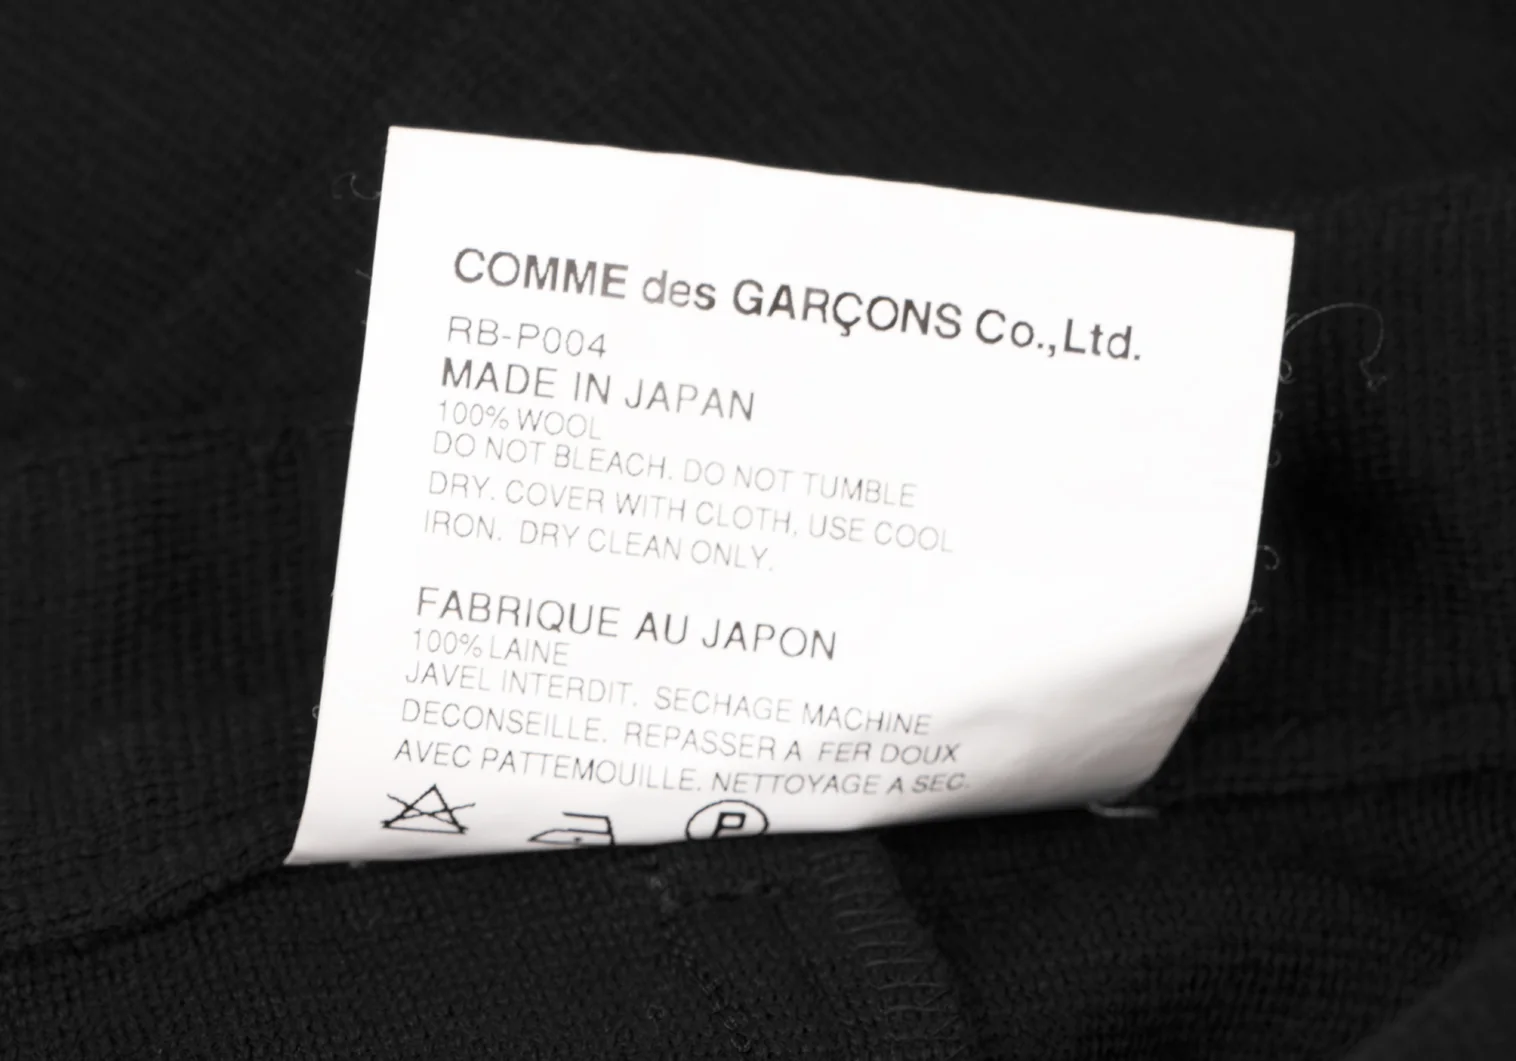 COMME des GARÇONS Co.,Ltd.
RB-P004
MADE IN JAPAN
100% WOOL
DO NOT BLEACH. DO NOT TUMBLE
DRY. COVER WITH CLOTH, USE COOL
IRON. DRY CLEAN ONLY.
FABRIQUE AU JAPON
100% LAINE
JAVEL INTERDIT. SECHAGE MACHINE
DECONSEILLE. REPASSER A FER DOUX
AVEC PATTEMOUILLE. NETTOYAGE A SEC.
P